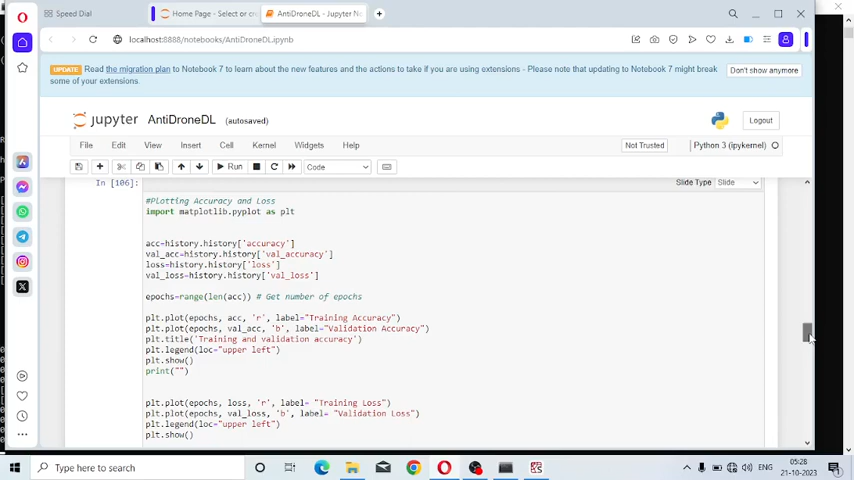 Speed Dial
Home Page - Select or cre
AntiDroneDL - Jupyter No
localhost:8888/notebooks/AntiDroneDL.ipynb
UPDATE Read the migration plan to Notebook 7 to learn about the new features and the actions to take if you are using extensions - Please note that updating to Notebook 7 might break
some of your extensions.
Don't show anymore
jupyter AntiDroneDL (autosaved)
Logout
File Edit View Insert Cell Kernel Widgets Help
Not Trusted
Python 3 (ipykernel)
Run
Code
In [106]:
Slide Type Slide
#Plotting Accuracy and Loss
import matplotlib.pyplot as plt
acc=history.history['accuracy']
val_acc=history.history['val_accuracy']
loss=history.history['loss']
val_loss=history.history['val_loss']
epochs=range(len(acc)) # Get number of epochs
plt.plot(epochs, acc, 'r', label="Training Accuracy")
plt.plot(epochs, val_acc, 'b', label="Validation Accuracy")
plt.title('Training and validation accuracy')
plt.legend(loc="upper left")
plt.show()
print("")
plt.plot(epochs, loss, 'r', label= "Training Loss")
plt.plot(epochs, val_loss, 'b', label= "Validation Loss")
plt.legend(loc="upper left")
plt.show()
Type here to search
ENG
05:28
21-10-2023